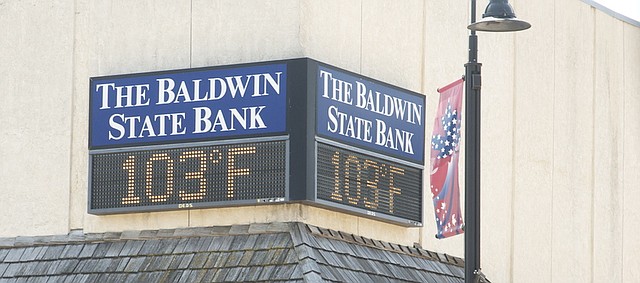 THE BALDWIN
STATE BANK
103°F
THE BALDWIN
STATE BANK
103°F